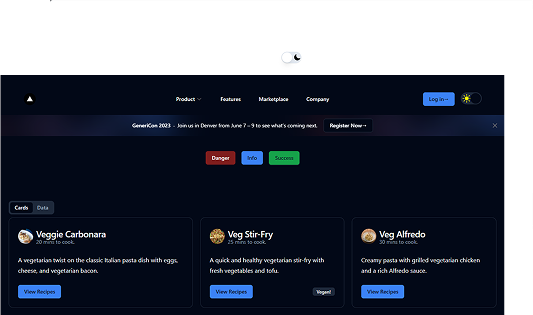 Product
Features
Marketplace
Company
Log in→
GeneriCon 2023 · Join us in Denver from June 7 – 9 to see what's coming next.
Register Now→
Danger
Info
Success
Cards
Data
Veggie Carbonara
20 mins to cook.
A vegetarian twist on the classic Italian pasta dish with eggs,
cheese, and vegetarian bacon.
View Recipes
Veg Stir-Fry
25 mins to cook.
A quick and healthy vegetarian stir-fry with
fresh vegetables and tofu.
View Recipes
Vegan!
Veg Alfredo
30 mins to cook.
Creamy pasta with grilled vegetarian chicken
and a rich Alfredo sauce.
View Recipes